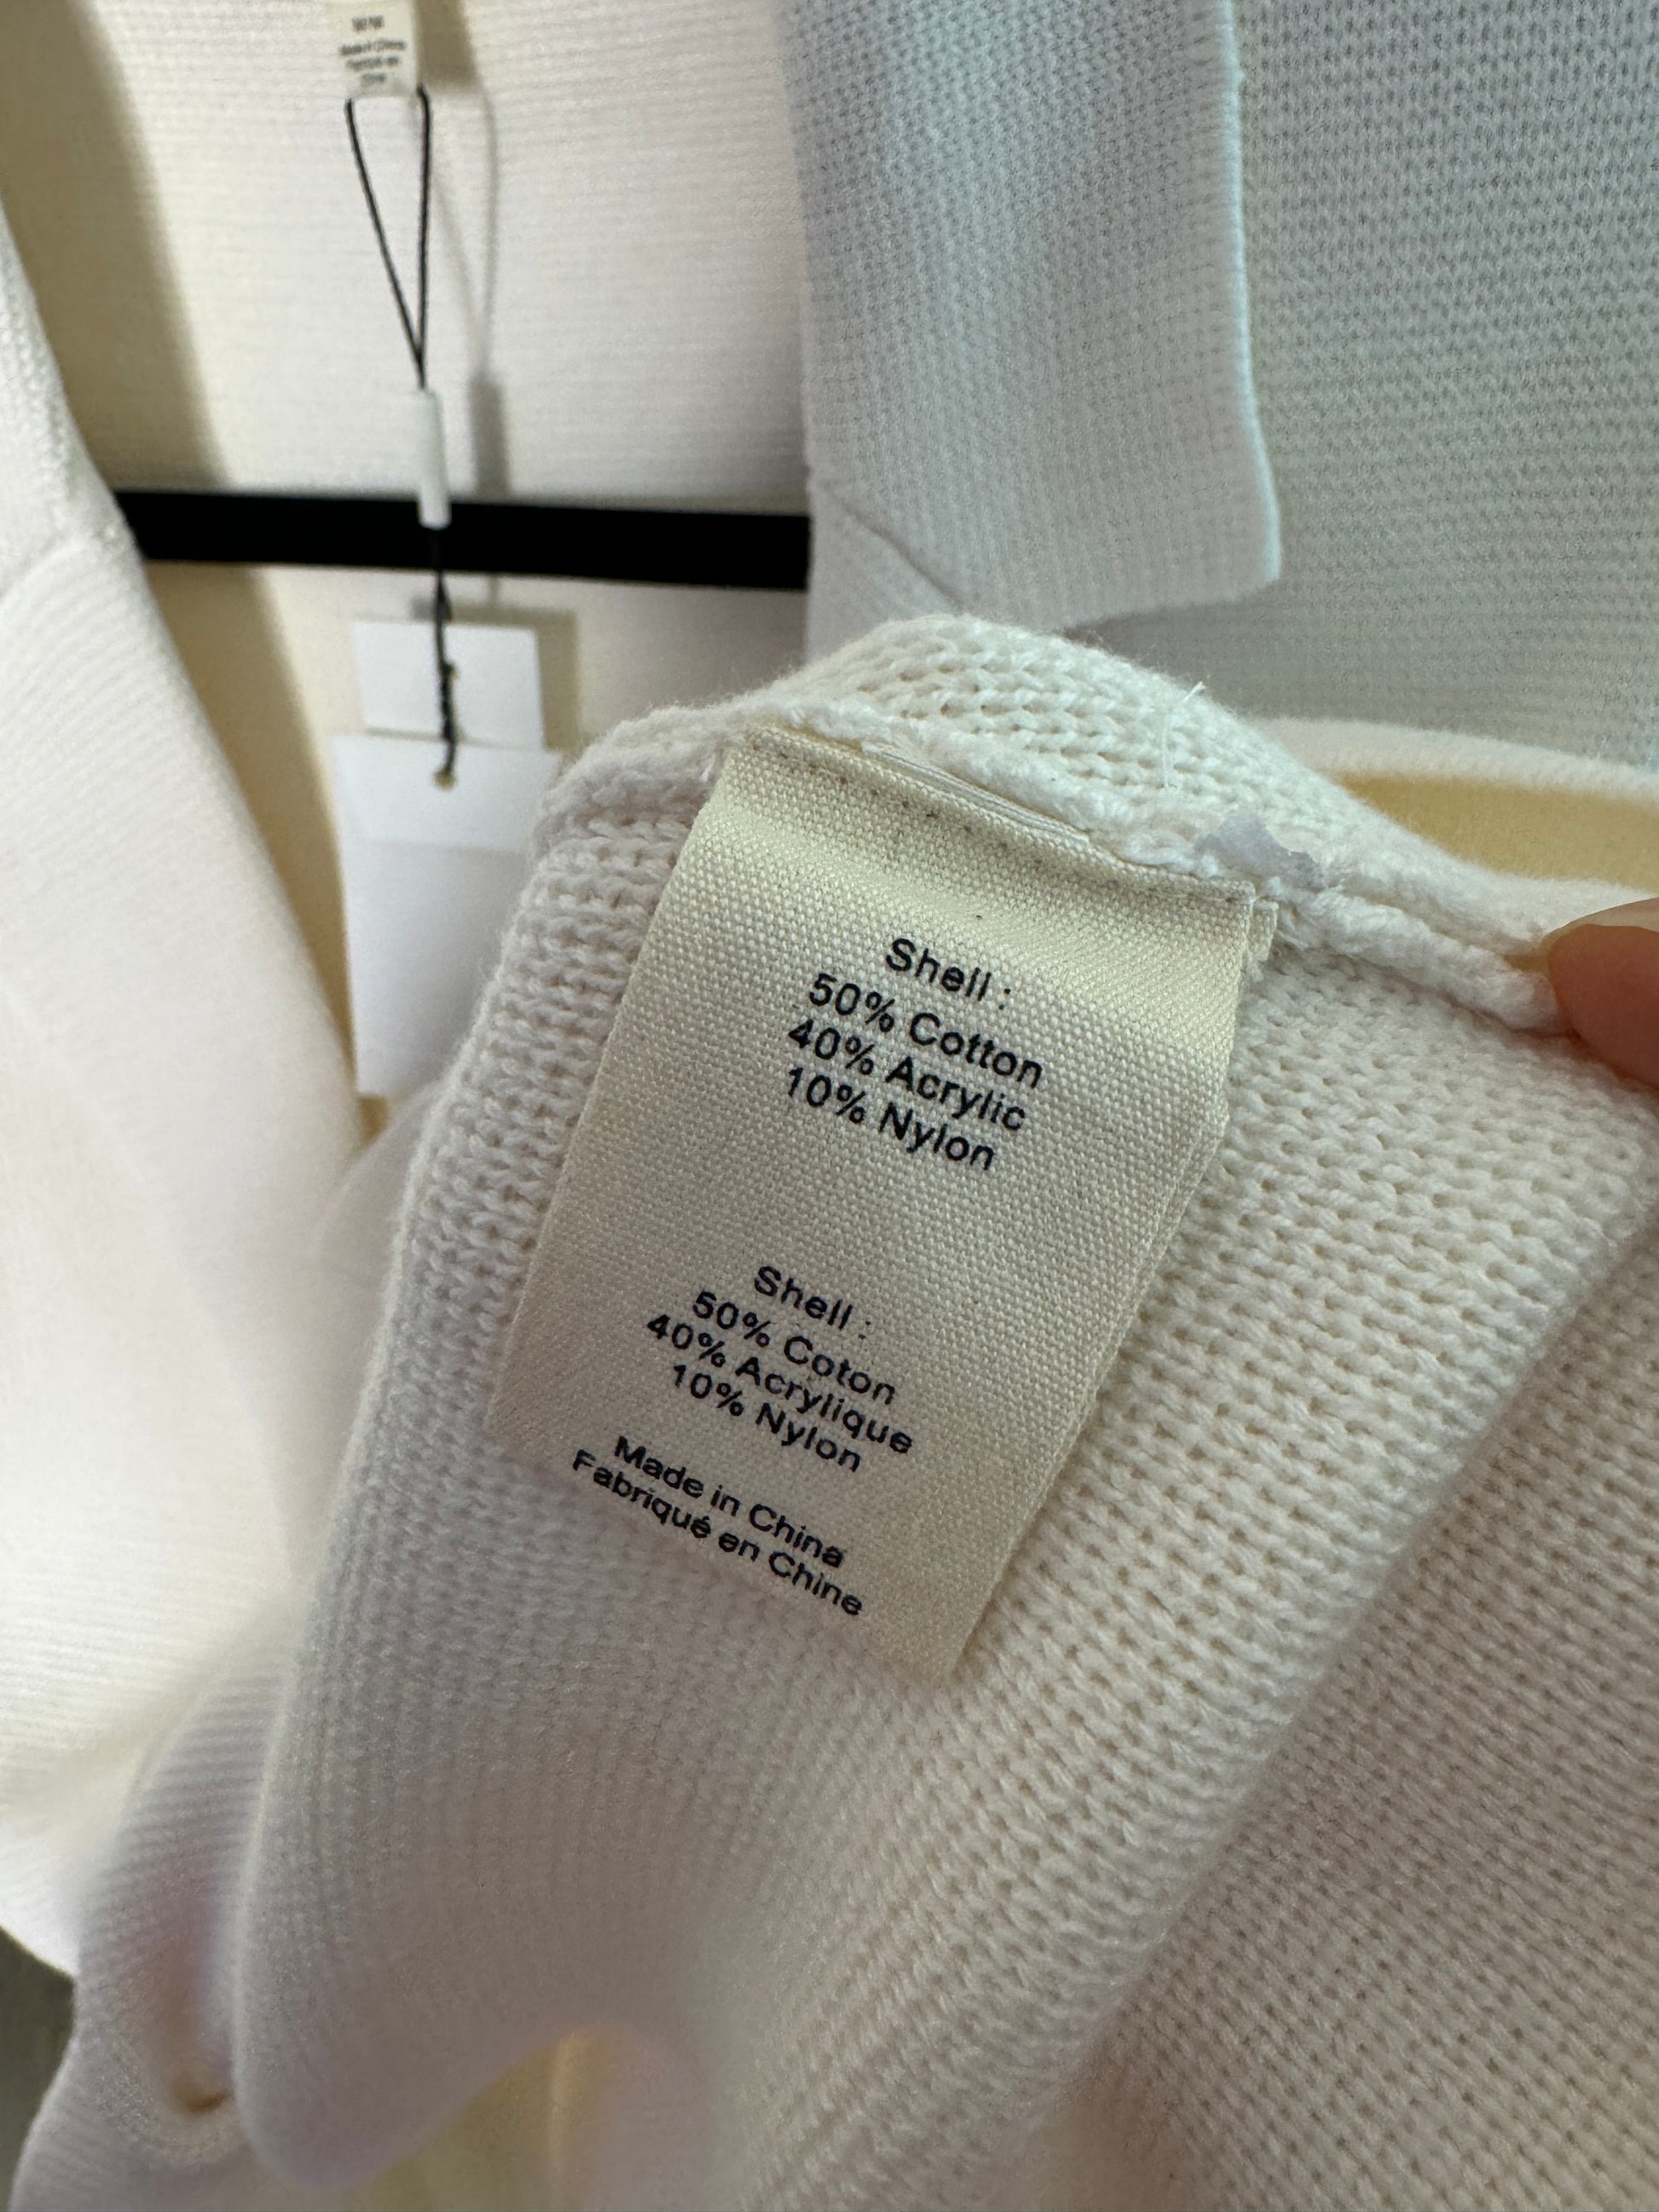 Shell :
50% Cotton
40% Acrylic
10% Nylon
Shell :
50% Coton
40% Acrylique
10% Nylon
Made in China
Fabriqué en Chine